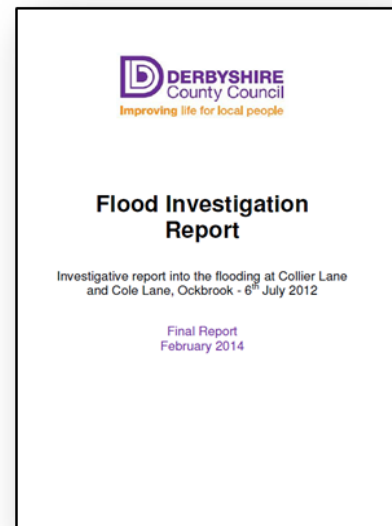 DERBYSHIRE
County Council
Improving life for local people
Flood Investigation
Report
Investigative report into the flooding at Collier Lane
and Cole Lane, Ockbrook - 6th July 2012
Final Report
February 2014